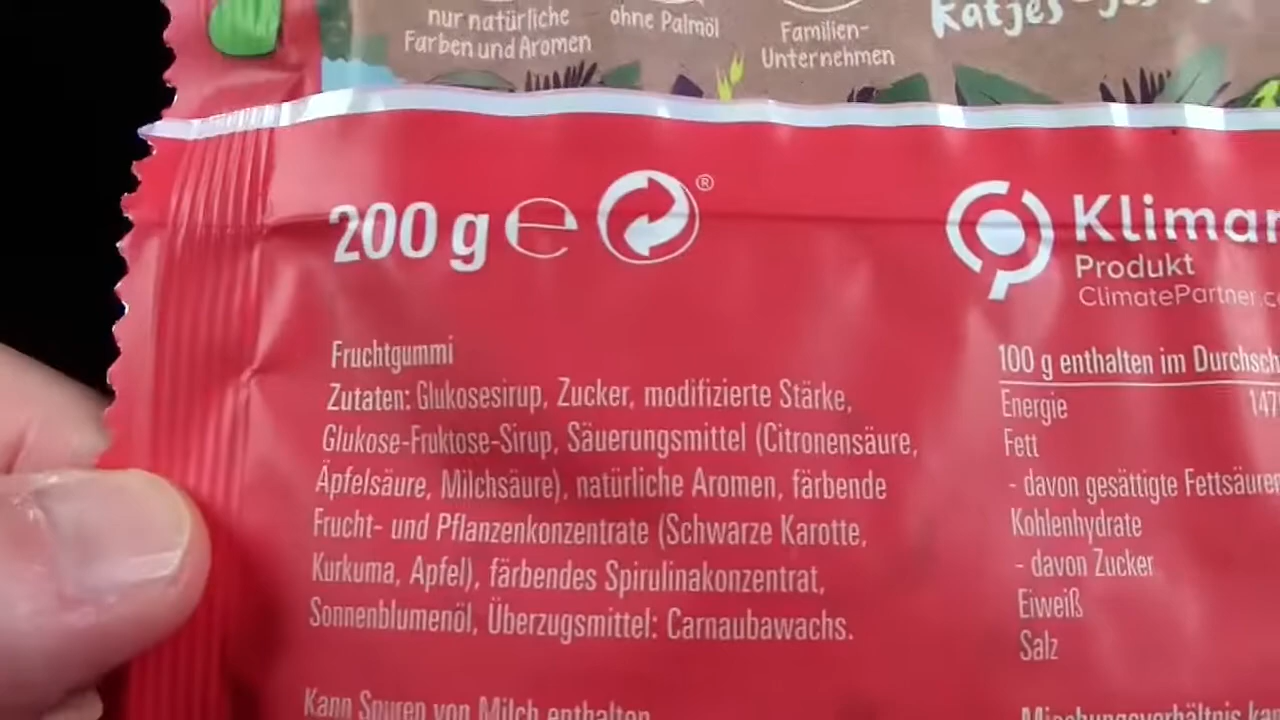 nur natürliche
Farben und Aromen
ohne Palmöl
Familien-
Unternehmen
Katjes
200 g e ®
Produkt
ClimatePartner
Fruchtgummi
Zutaten: Glukosesirup, Zucker, modifizierte Stärke,
Glukose-Fruktose-Sirup, Säuerungsmittel (Citronensäure,
Äpfelsäure, Milchsäure), natürliche Aromen, färbende
Frucht- und Pflanzenkonzentrate (Schwarze Karotte,
Kurkuma, Apfel), färbendes Spirulinakonzentrat,
Sonnenblumenöl, Überzugsmittel: Carnaubawachs.
Kann Spuren von Milch enthalten
100 g enthalten im
Energie 147
Fett
- davon gesättigte Fettsäuren
Kohlenhydrate
- davon Zucker
Eiweiß
Salz